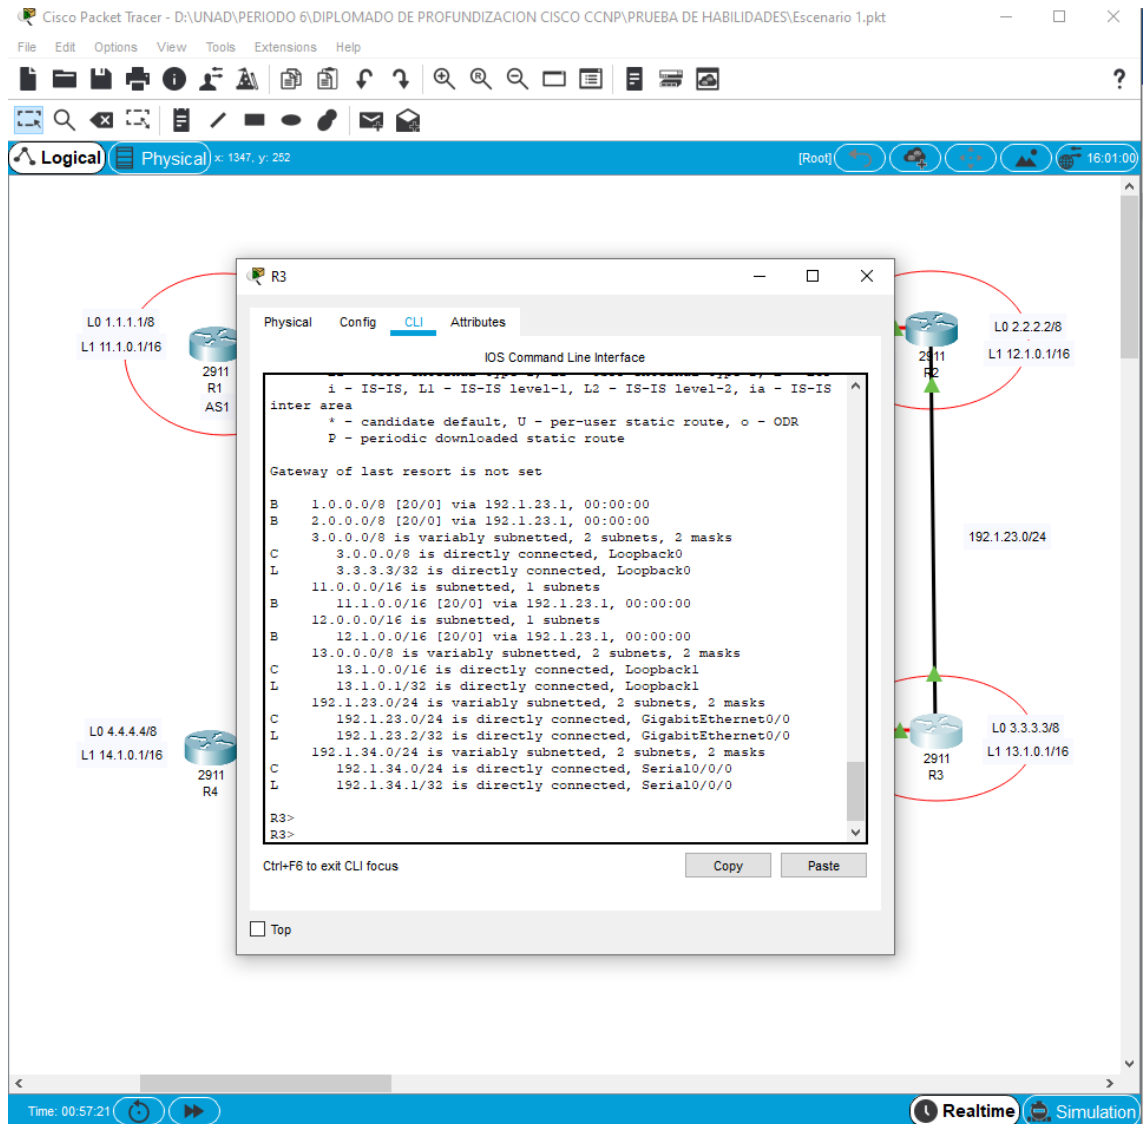 Cisco Packet Tracer - D:\UNAD\PERIODO 6\DIPLOMADO DE PROFUNDIZACION CISCO CCNP\PRUEBA DE HABILIDADES\Escenario 1.pkt
File Edit Options View Tools Extensions Help
?
Logical Physical x: 1347, y: 252 [Root] 16:01:00
R3
Physical Config CLI Attributes
IOS Command Line Interface
i - IS-IS, L1 - IS-IS level-1, L2 - IS-IS level-2, ia - IS-IS
inter area
* - candidate default, U - per-user static route, o - ODR
P - periodic downloaded static route
Gateway of last resort is not set
B 1.0.0.0/8 [20/0] via 192.1.23.1, 00:00:00
B 2.0.0.0/8 [20/0] via 192.1.23.1, 00:00:00
3.0.0.0/8 is variably subnetted, 2 subnets, 2 masks
C 3.0.0.0/8 is directly connected, Loopback0
L 3.3.3.3/32 is directly connected, Loopback0
11.0.0.0/16 is subnetted, 1 subnets
B 11.1.0.0/16 [20/0] via 192.1.23.1, 00:00:00
12.0.0.0/16 is subnetted, 1 subnets
B 12.1.0.0/16 [20/0] via 192.1.23.1, 00:00:00
13.0.0.0/8 is variably subnetted, 2 subnets, 2 masks
C 13.1.0.0/16 is directly connected, Loopback1
L 13.1.0.1/32 is directly connected, Loopback1
192.1.23.0/24 is variably subnetted, 2 subnets, 2 masks
C 192.1.23.0/24 is directly connected, GigabitEthernet0/0
L 192.1.23.2/32 is directly connected, GigabitEthernet0/0
192.1.34.0/24 is variably subnetted, 2 subnets, 2 masks
C 192.1.34.0/24 is directly connected, Serial0/0/0
L 192.1.34.1/32 is directly connected, Serial0/0/0
R3>
R3>
Ctrl+F6 to exit CLI focus
Copy Paste
Top
L0 1.1.1.1/8
L1 11.1.0.1/16
2911
R1
AS1
L0 4.4.4.4/8
L1 14.1.0.1/16
2911
R4
L0 2.2.2.2/8
L1 12.1.0.1/16
2911
R2
192.1.23.0/24
L0 3.3.3.3/8
L1 13.1.0.1/16
2911
R3
Time: 00:57:21 Realtime Simulation